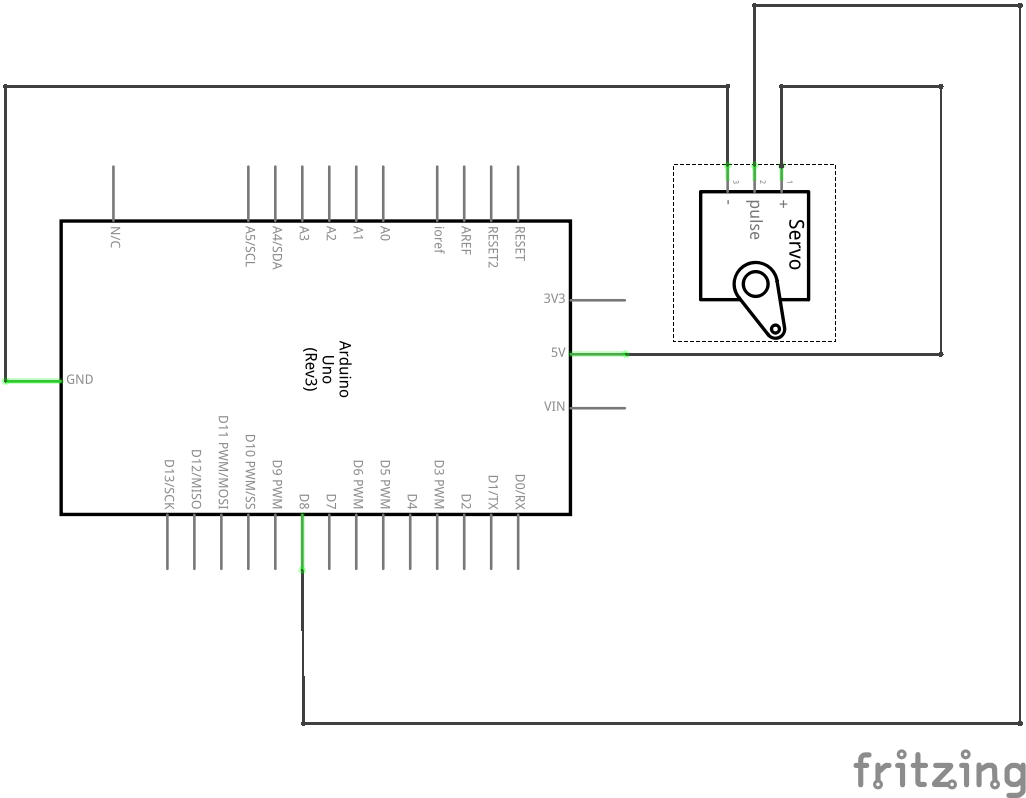 3
2
1
-
pulse
+
Servo
N/C
A5/SCL
A4/SDA
A3
A2
A1
A0
ioref
AREF
RESET2
RESET
3V3
5V
VIN
GND
Arduino
Uno
(Rev3)
D13/SCK
D12/MISO
D11 PWM/MOSI
D10 PWM/SS
D9 PWM
D8
D7
D6 PWM
D5 PWM
D4
D3 PWM
D2
D1/TX
D0/RX
fritzing